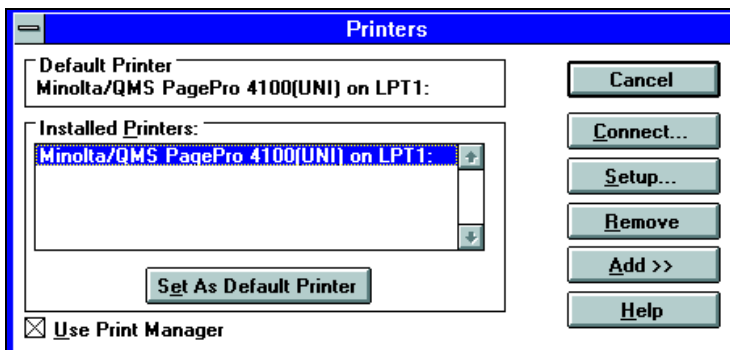 Printers
Default Printer
Minolta/QMS PagePro 4100(UNI) on LPT1:
Installed Printers:
Minolta/QMS PagePro 4100(UNI) on LPT1:
Set As Default Printer
Use Print Manager
Cancel
Connect...
Setup...
Remove
Add >>
Help